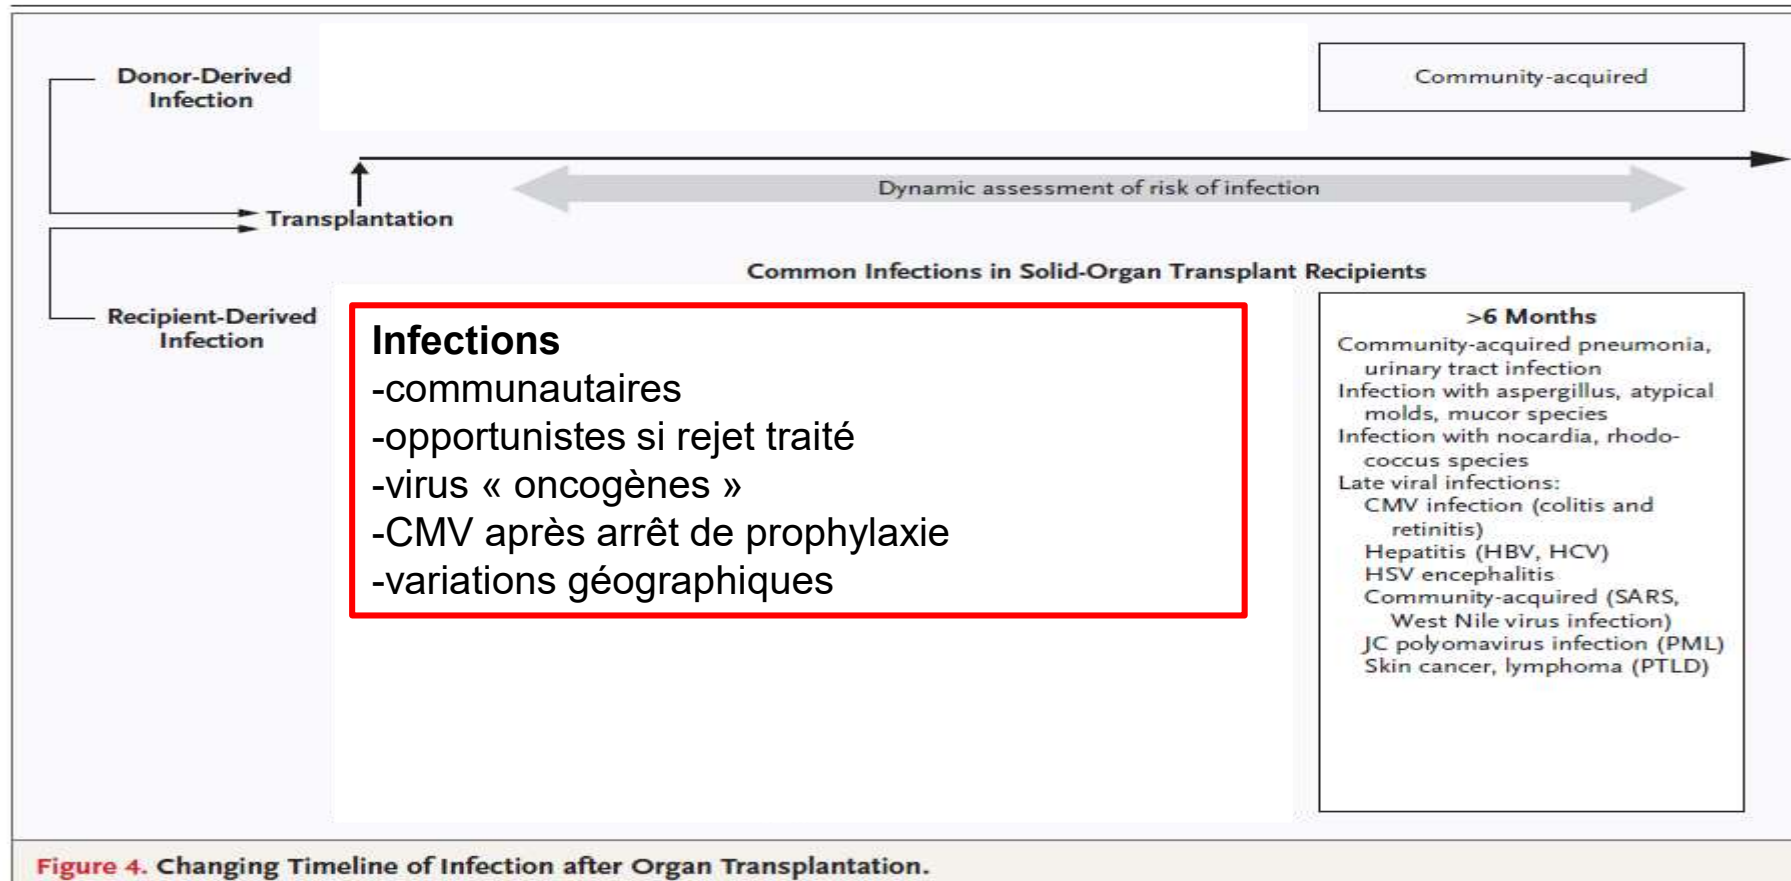 Donor-Derived
Infection
Community-acquired
Dynamic assessment of risk of infection
Transplantation
Common Infections in Solid-Organ Transplant Recipients
Recipient-Derived
Infection
Infections
-communautaires
-opportunistes si rejet traité
-virus « oncogènes »
-CMV après arrêt de prophylaxie
-variations géographiques
>6 Months
Community-acquired pneumonia,
urinary tract infection
Infection with aspergillus, atypical
molds, mucor species
Infection with nocardia, rhodo-
coccus species
Late viral infections:
CMV infection (colitis and
retinitis)
Hepatitis (HBV, HCV)
HSV encephalitis
Community-acquired (SARS,
West Nile virus infection)
JC polyomavirus infection (PML)
Skin cancer, lymphoma (PTLD)
Figure 4. Changing Timeline of Infection after Organ Transplantation.